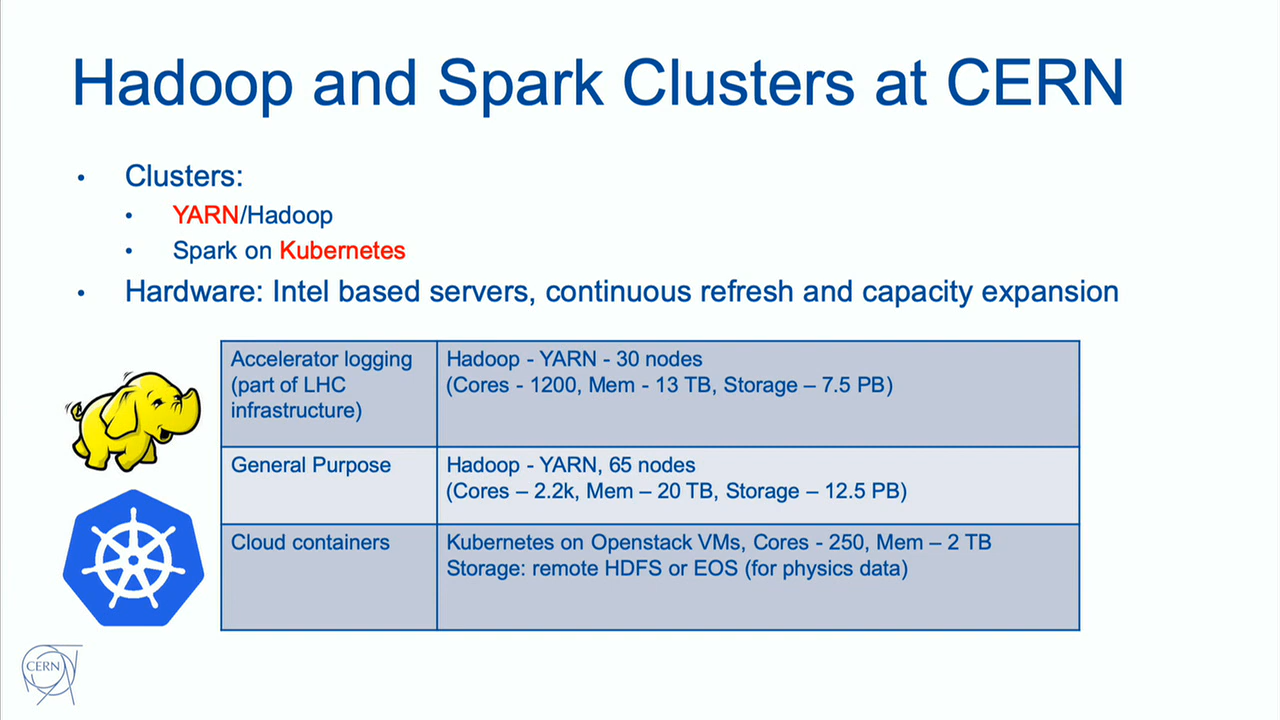 Hadoop and Spark Clusters at CERN
• Clusters:
• YARN/Hadoop
• Spark on Kubernetes
• Hardware: Intel based servers, continuous refresh and capacity expansion
Accelerator logging
(part of LHC
infrastructure)
Hadoop - YARN - 30 nodes
(Cores - 1200, Mem - 13 TB, Storage – 7.5 PB)
General Purpose
Hadoop - YARN, 65 nodes
(Cores – 2.2k, Mem – 20 TB, Storage – 12.5 PB)
Cloud containers
Kubernetes on Openstack VMs, Cores - 250, Mem – 2 TB
Storage: remote HDFS or EOS (for physics data)
CERN